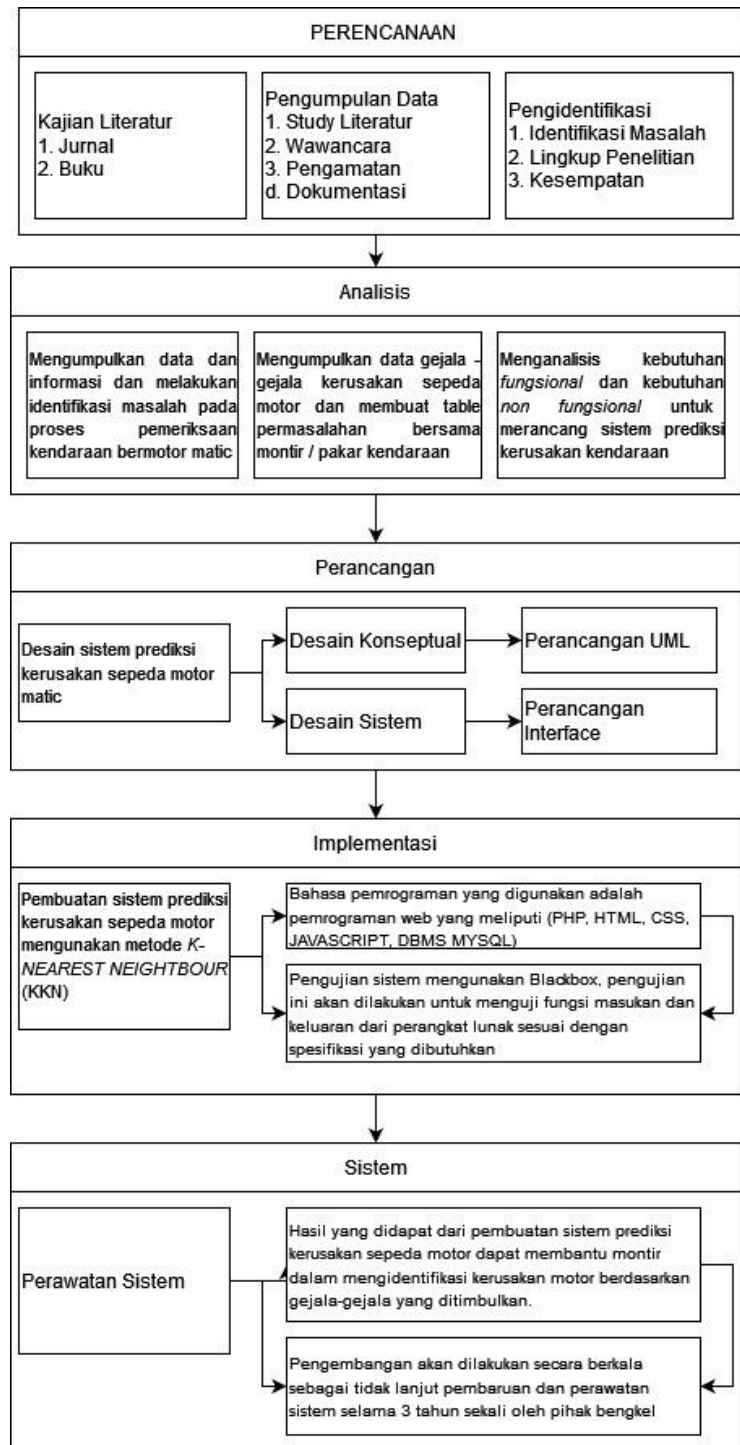 PERENCANAAN
Kajian Literatur
1. Jurnal
2. Buku
Pengumpulan Data
1. Study Literatur
2. Wawancara
3. Pengamatan
d. Dokumentasi
Pengidentifikasi
1. Identifikasi Masalah
2. Lingkup Penelitian
3. Kesempatan
Analisis
Mengumpulkan data dan
informasi dan melakukan
identifikasi masalah pada
proses pemeriksaan
kendaraan bermotor matic
Mengumpulkan data gejala -
gejala kerusakan sepeda
motor dan membuat table
permasalahan bersama
montir / pakar kendaraan
Menganalisis kebutuhan
fungsional dan kebutuhan
non fungsional untuk
merancang sistem prediksi
kerusakan kendaraan
Perancangan
Desain sistem prediksi
kerusakan sepeda motor
matic
Desain Konseptual
Perancangan UML
Desain Sistem
Perancangan
Interface
Implementasi
Pembuatan sistem prediksi
kerusakan sepeda motor
mengunakan metode K-
NEAREST NEIGHTBOUR
(KKN)
Bahasa pemrograman yang digunakan adalah
pemrograman web yang meliputi (PHP, HTML, CSS,
JAVASCRIPT, DBMS MYSQL)
Pengujian sistem mengunakan Blackbox, pengujian
ini akan dilakukan untuk menguji fungsi masukan dan
keluaran dari perangkat lunak sesuai dengan
spesifikasi yang dibutuhkan
Sistem
Perawatan Sistem
Hasil yang didapat dari pembuatan sistem prediksi
kerusakan sepeda motor dapat membantu montir
dalam mengidentifikasi kerusakan motor berdasarkan
gejala-gejala yang ditimbulkan.
Pengembangan akan dilakukan secara berkala
sebagai tidak lanjut pembaruan dan perawatan
sistem selama 3 tahun sekali oleh pihak bengkel